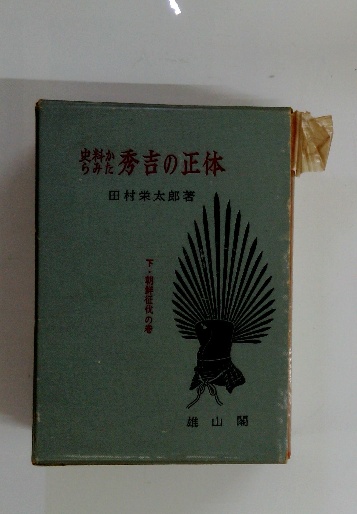 史料からみた 秀吉の正体
田村栄太郎著
下・朝鮮征伐の巻
雄山閣